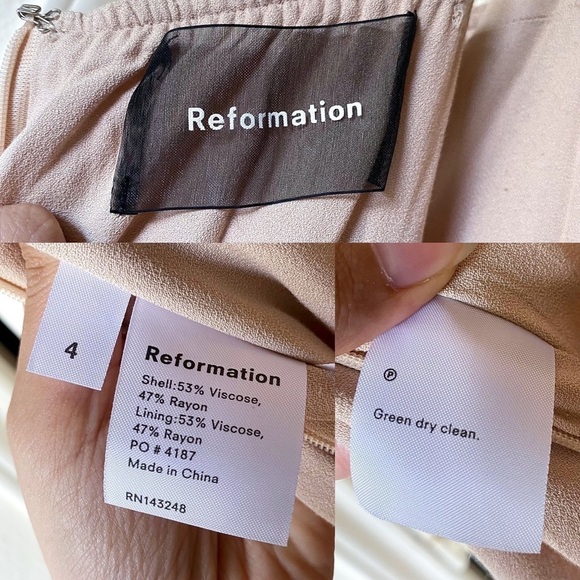 Reformation
4
Reformation
Shell:53% Viscose,
47% Rayon
Lining:53% Viscose,
47% Rayon
PO # 4187
Made in China
RN143248
Ⓟ
Green dry clean.